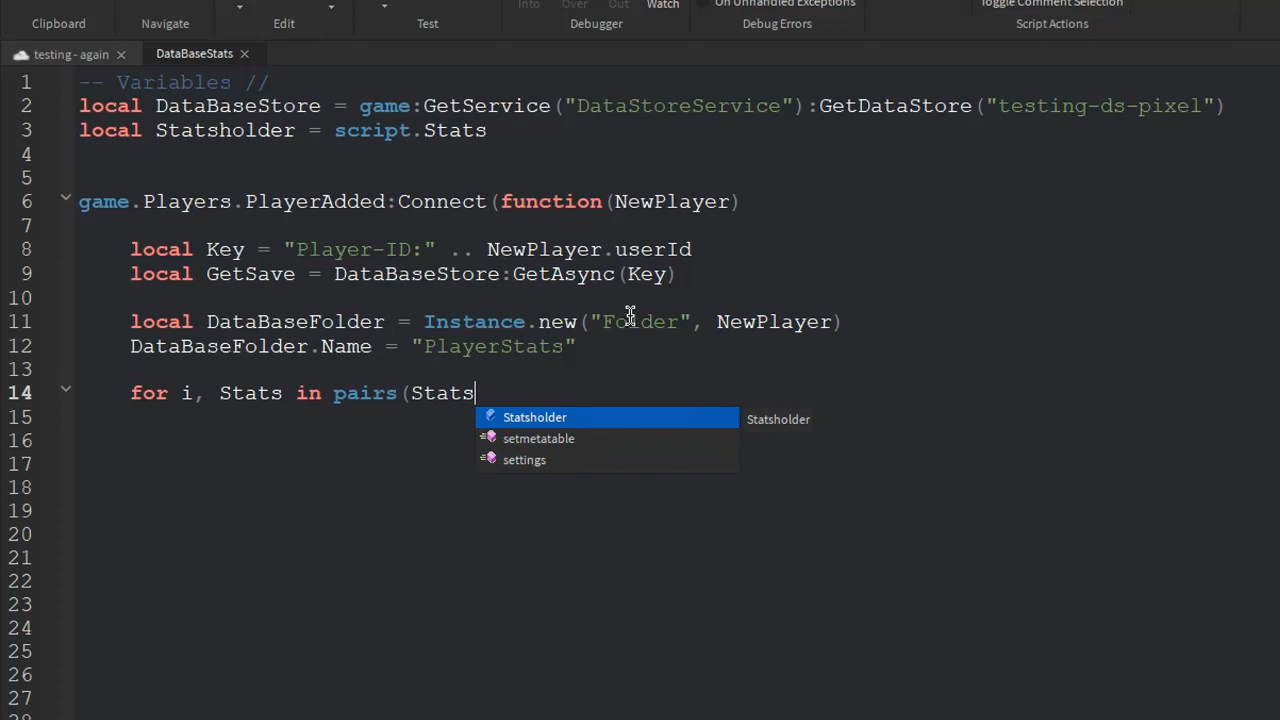 Into Over Out Watch On Unhandled Exceptions Toggle Comment Selection
Clipboard Navigate Edit Test Debugger Debug Errors Script Actions
testing - again DataBaseStats
1 -- Variables //
2 local DataBaseStore = game:GetService("DataStoreService"):GetDataStore("testing-ds-pixel")
3 local Statsholder = script.Stats
4
5
6 game.Players.PlayerAdded:Connect(function(NewPlayer)
7
8 local Key = "Player-ID:" .. NewPlayer.userId
9 local GetSave = DataBaseStore:GetAsync(Key)
10
11 local DataBaseFolder = Instance.new("Folder", NewPlayer)
12 DataBaseFolder.Name = "PlayerStats"
13
14 for i, Stats in pairs(Stats
15 Statsholder Statsholder
16 setmetatable
17 settings
18
19
20
21
22
23
24
25
26
27
28